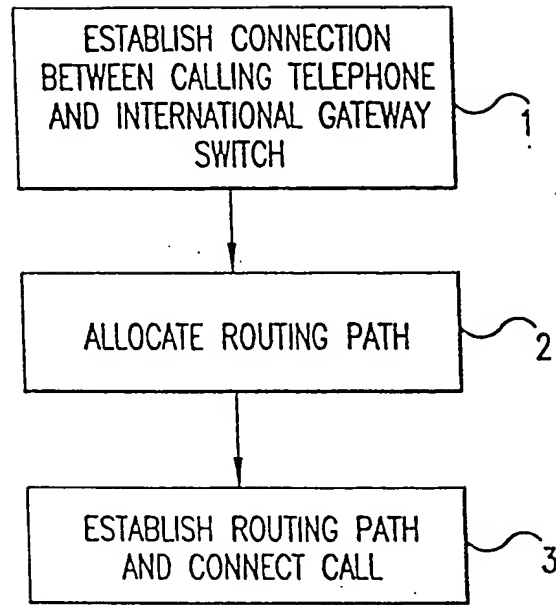 ESTABLISH CONNECTION
BETWEEN CALLING TELEPHONE
AND INTERNATIONAL GATEWAY
SWITCH
1
ALLOCATE ROUTING PATH
2
ESTABLISH ROUTING PATH
AND CONNECT CALL
3